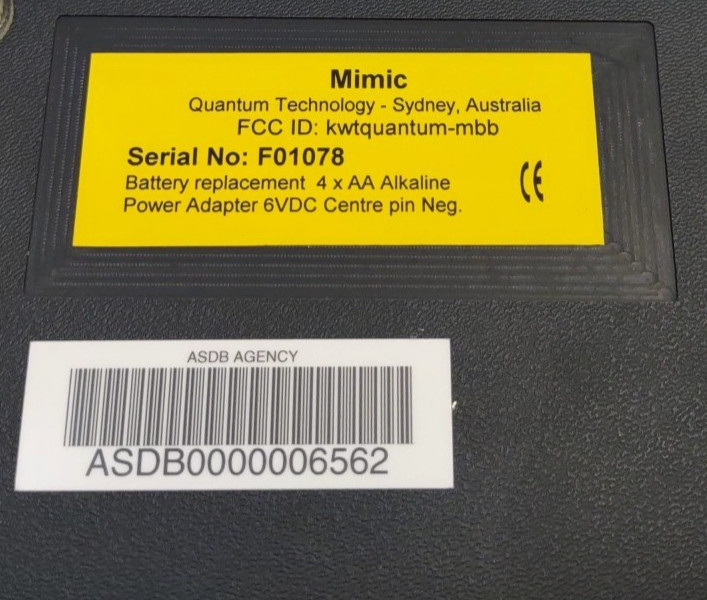 Mimic
Quantum Technology - Sydney, Australia
FCC ID: kwtquantum-mbb
Serial No: F01078
Battery replacement 4 x AA Alkaline
Power Adapter 6VDC Centre pin Neg.
CE
ASDB AGENCY
ASDB0000006562